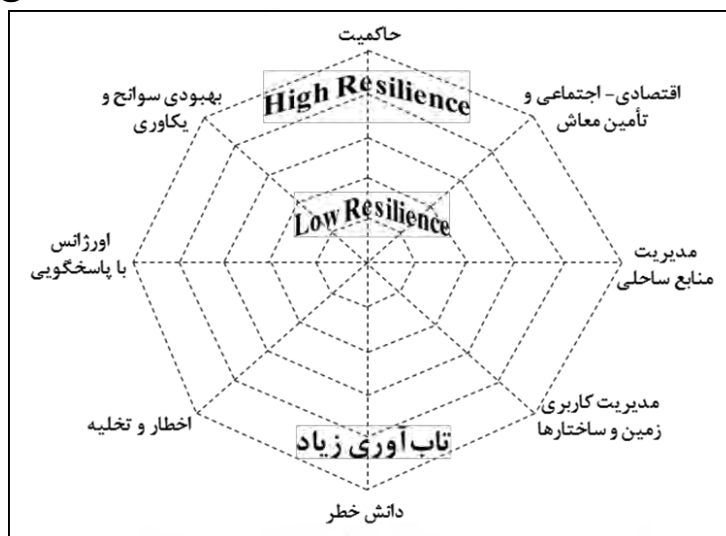 حاکمیت
High Resilience
اقتصادی- اجتماعی و
تأمین معاش
بهبودی سوانح و
یکاوری
Low Resilience
مدیریت
منابع ساحلی
اورژانس
با پاسخگویی
مدیریت کاربری
زمین و ساختارها
اخطار و تخلیه
تاب آوری زیاد
دانش خطر